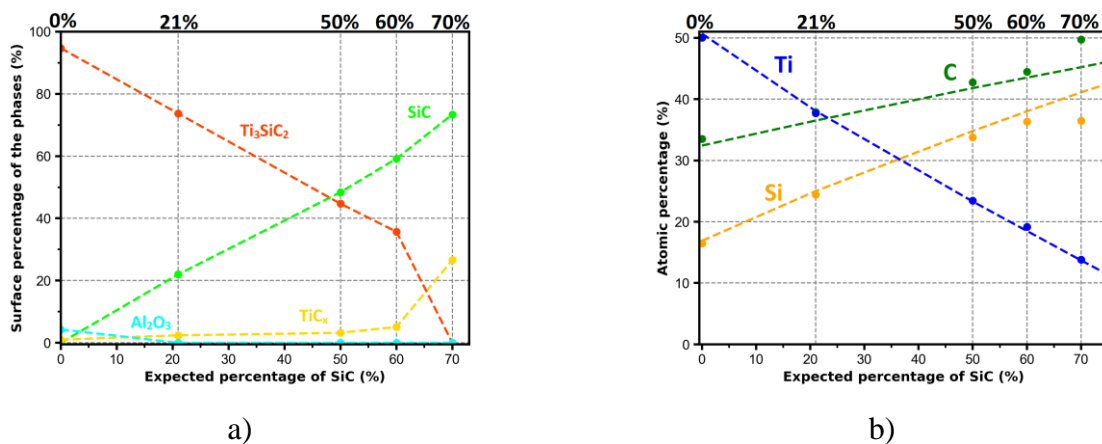 0% 21% 50% 60% 70%
100
80
60
40
20
0
Surface percentage of the phases (%)
SiC
Ti₃SiC₂
Al₂O₃
TiCₓ
0 10 20 30 40 50 60 70
Expected percentage of SiC (%)
a)
0% 21% 50% 60% 70%
50
40
30
20
10
0
Atomic percentage (%)
Ti
C
Si
0 10 20 30 40 50 60 70
Expected percentage of SiC (%)
b)